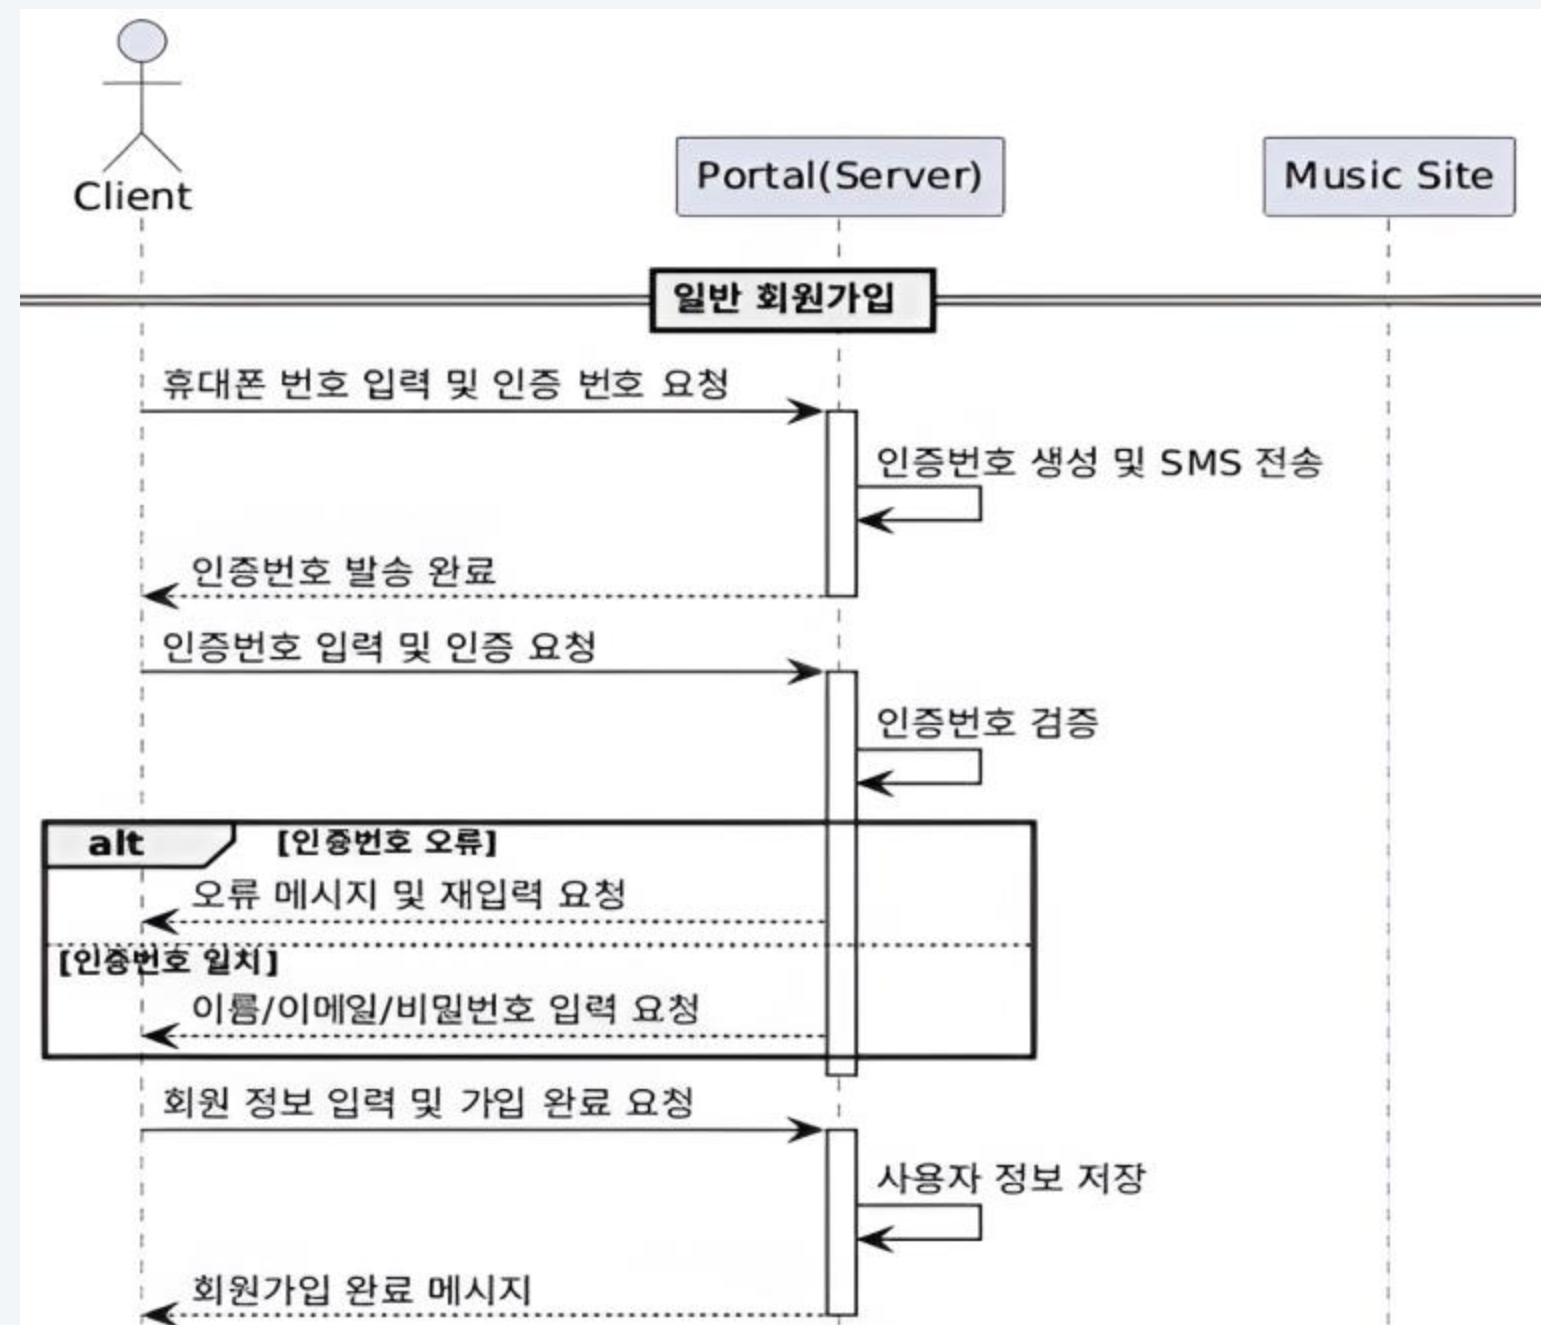 Client
Portal(Server)
Music Site
일반 회원가입
휴대폰 번호 입력 및 인증 번호 요청
인증번호 생성 및 SMS 전송
인증번호 발송 완료
인증번호 입력 및 인증 요청
인증번호 검증
alt [인증번호 오류]
오류 메시지 및 재입력 요청
[인증번호 일치]
이름/이메일/비밀번호 입력 요청
회원 정보 입력 및 가입 완료 요청
사용자 정보 저장
회원가입 완료 메시지